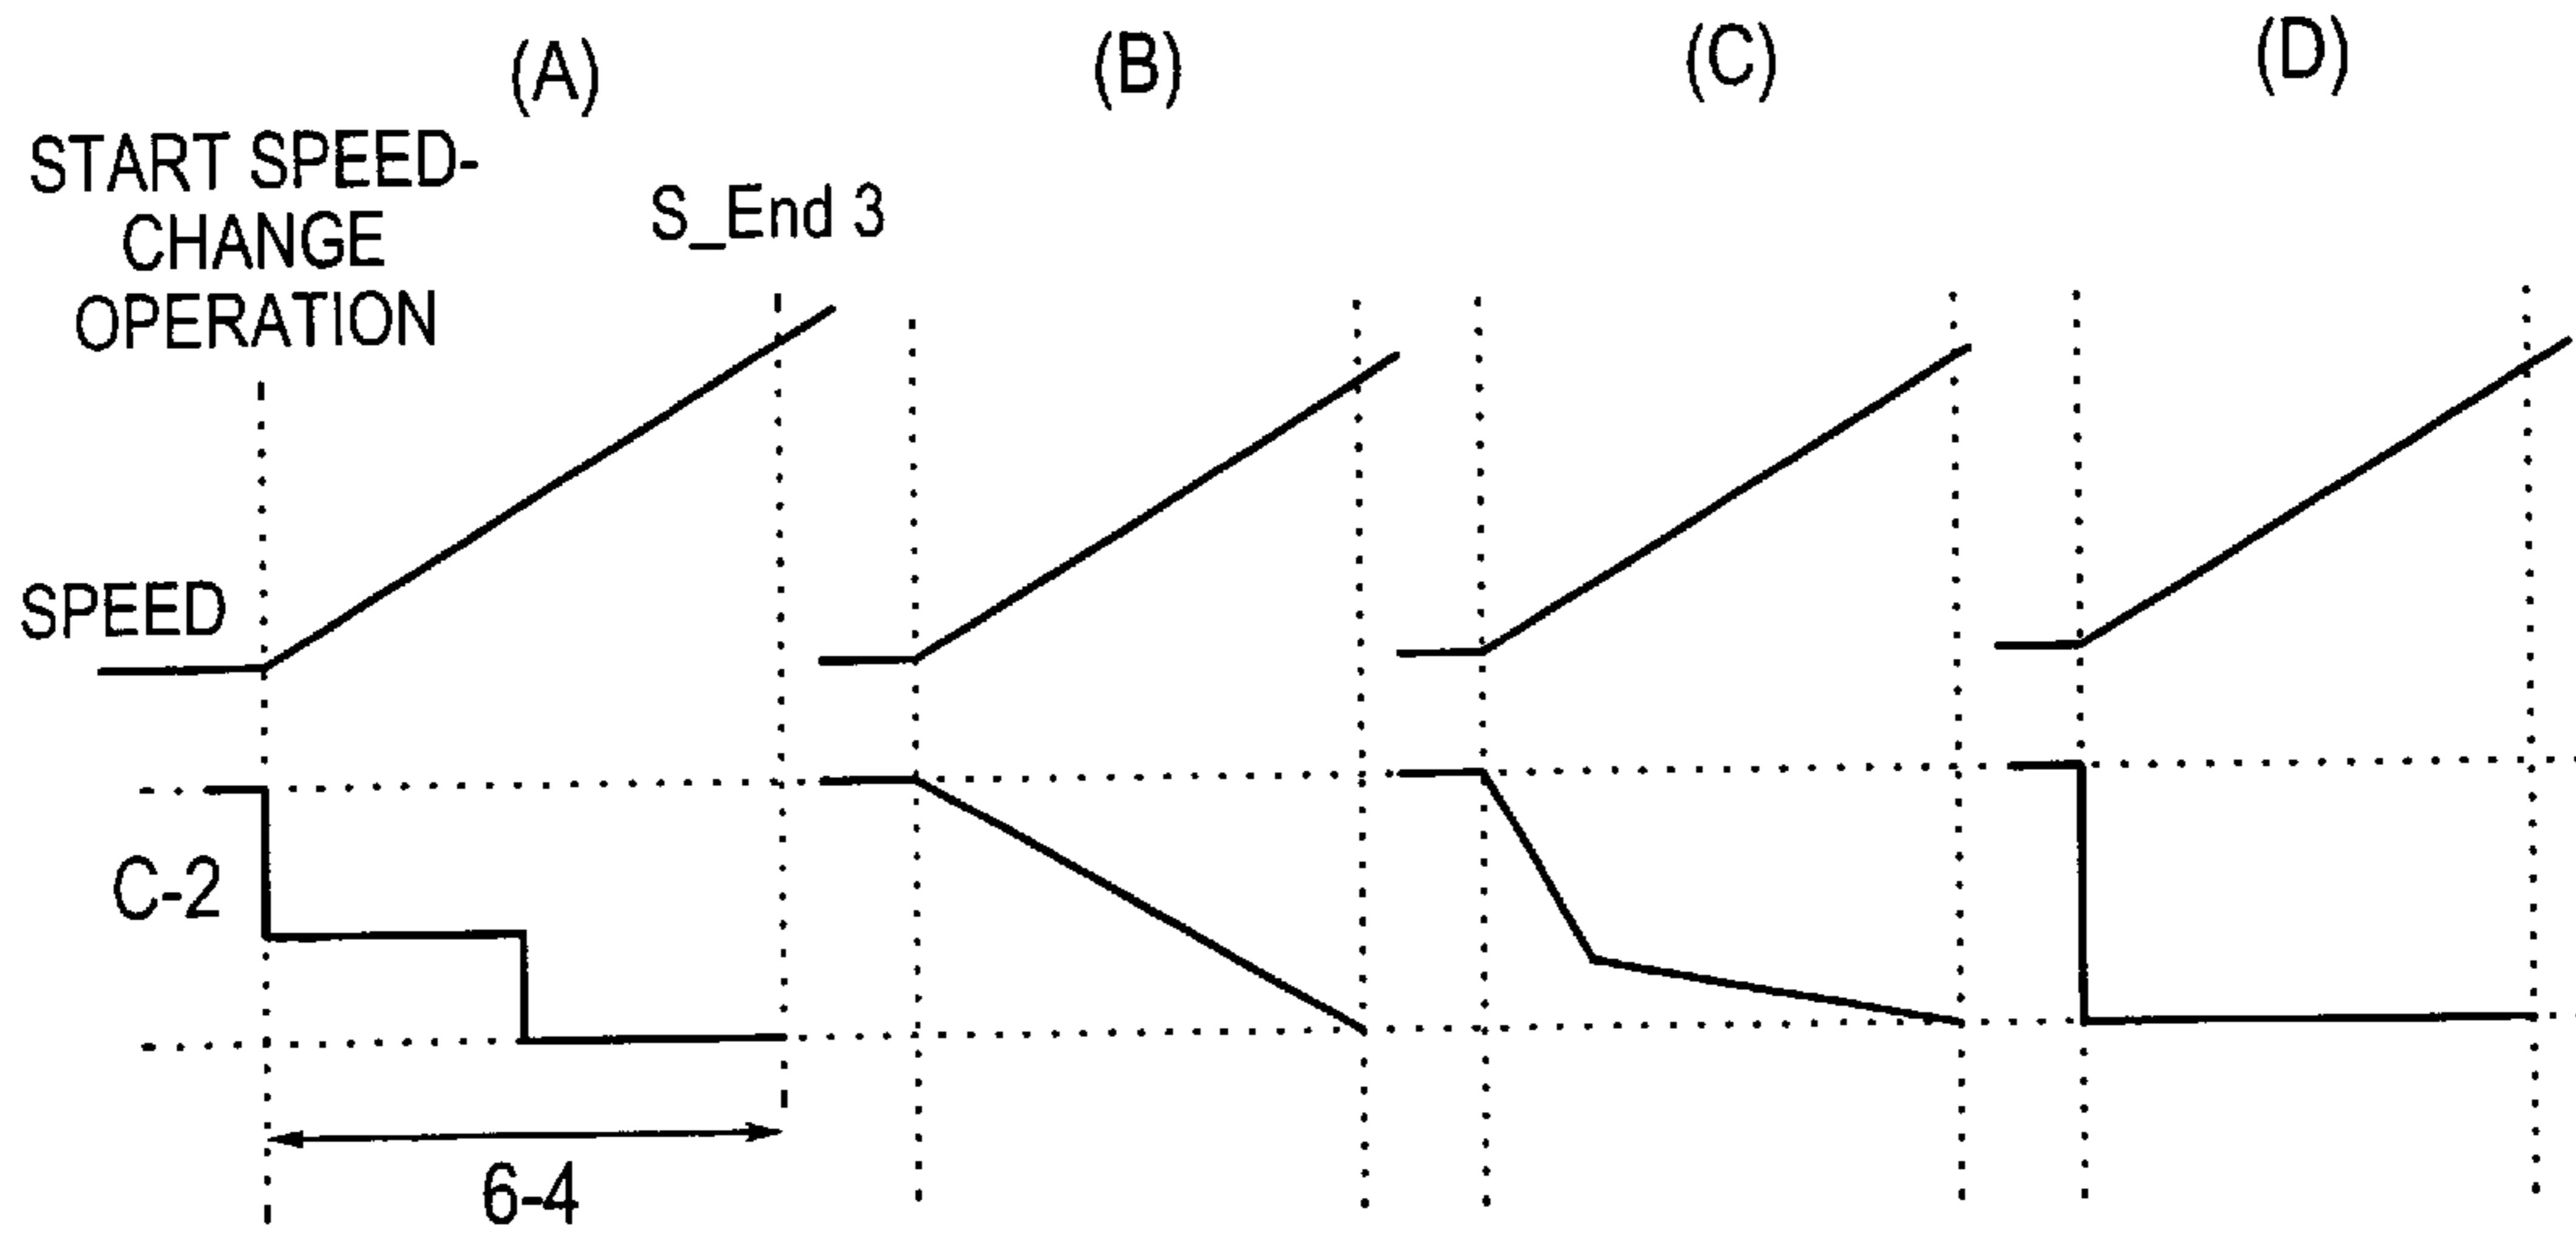 (A)
(B)
(C)
(D)
START SPEED-
CHANGE
OPERATION
S_End 3
SPEED
C-2
6-4